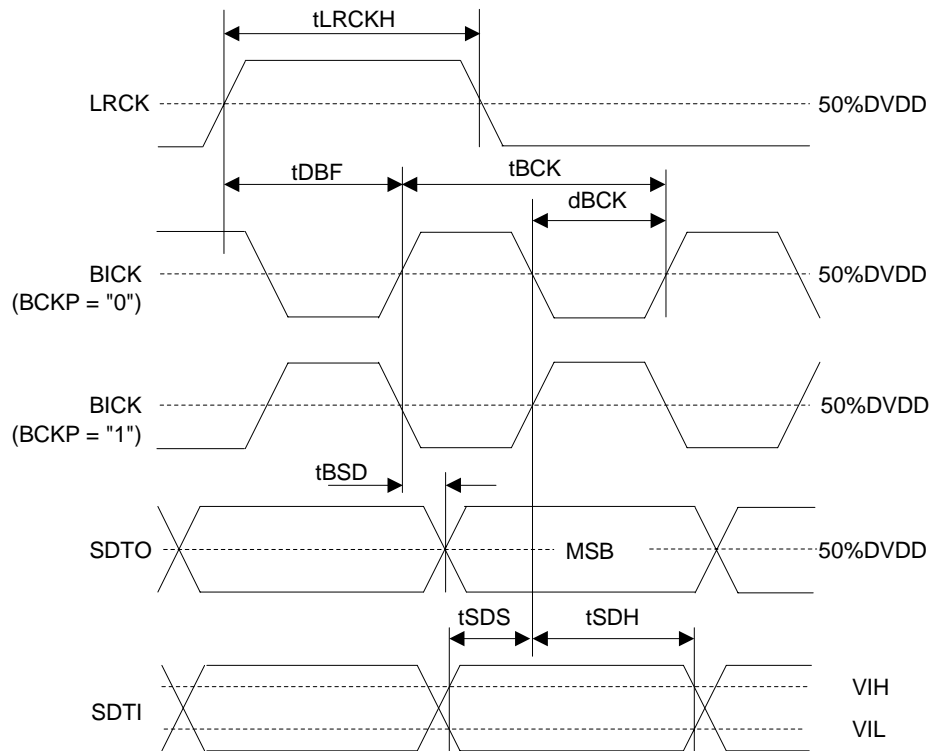 tLRCKH
LRCK
50%DVDD
tDBF
tBCK
dBCK
BICK
(BCKP = "0")
50%DVDD
BICK
(BCKP = "1")
50%DVDD
tBSD
SDTO
MSB
50%DVDD
tSDS
tSDH
SDTI
VIH
VIL